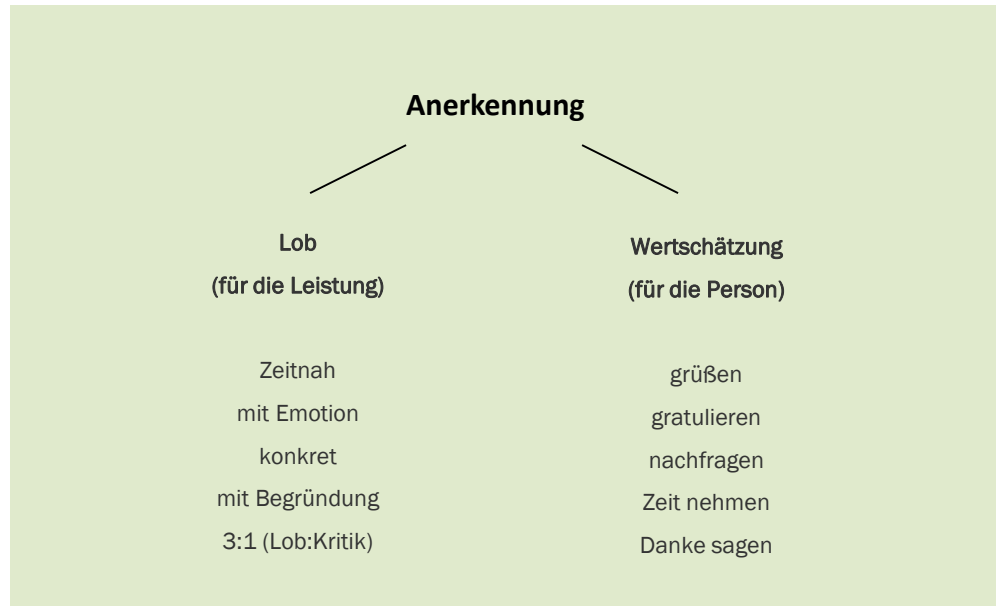 Anerkennung
Lob
(für die Leistung)
Zeitnah
mit Emotion
konkret
mit Begründung
3:1 (Lob:Kritik)
Wertschätzung
(für die Person)
grüßen
gratulieren
nachfragen
Zeit nehmen
Danke sagen